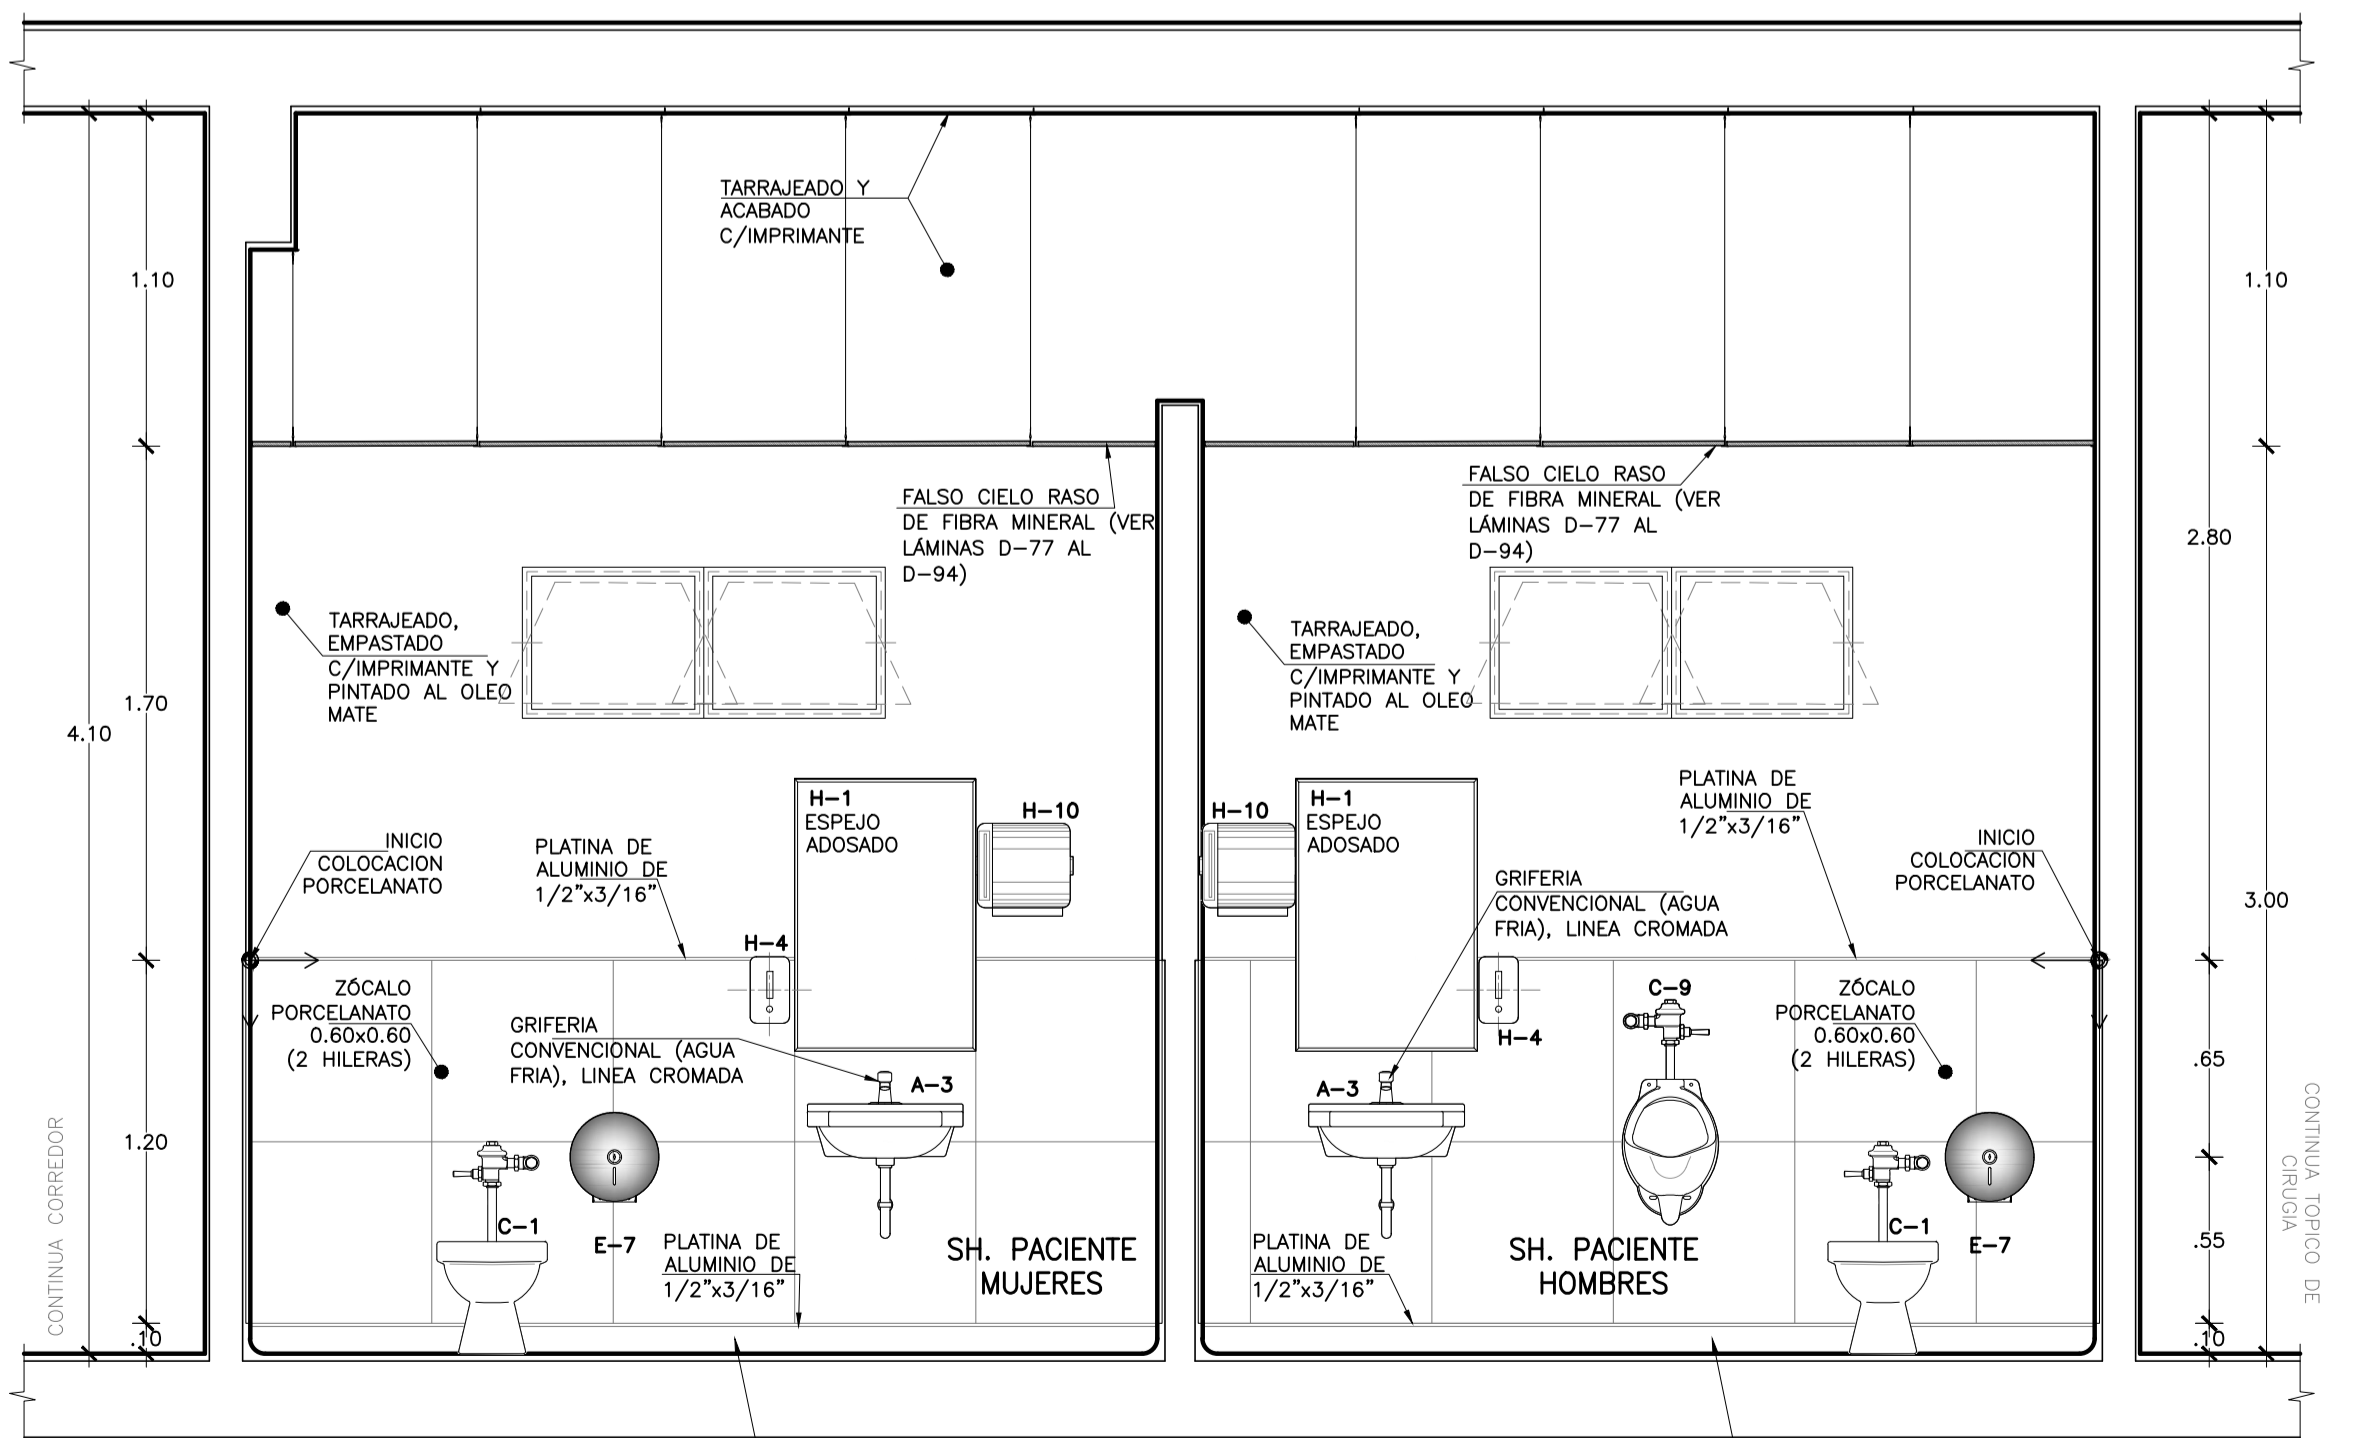 TARRAJEADO Y
ACABADO
C/IMPRIMANTE
1.10
1.10
FALSO CIELO RASO
DE FIBRA MINERAL (VER
LÁMINAS D-77 AL
D-94)
FALSO CIELO RASO
DE FIBRA MINERAL (VER
LÁMINAS D-77 AL
D-94)
2.80
TARRAJEADO,
EMPASTADO
C/IMPRIMANTE Y
PINTADO AL OLEO
MATE
TARRAJEADO,
EMPASTADO
C/IMPRIMANTE Y
PINTADO AL OLEO
MATE
1.70
4.10
H-1
ESPEJO
ADOSADO
H-10
H-10
H-1
ESPEJO
ADOSADO
PLATINA DE
ALUMINIO DE
1/2"x3/16"
INICIO
COLOCACION
PORCELANATO
PLATINA DE
ALUMINIO DE
1/2"x3/16"
INICIO
COLOCACION
PORCELANATO
GRIFERIA
CONVENCIONAL (AGUA
FRIA), LINEA CROMADA
3.00
H-4
ZÓCALO
PORCELANATO
0.60x0.60
(2 HILERAS)
GRIFERIA
CONVENCIONAL (AGUA
FRIA), LINEA CROMADA
A-3
A-3
H-4
C-9
ZÓCALO
PORCELANATO
0.60x0.60
(2 HILERAS)
.65
1.20
CONTINUA CORREDOR
CONTINUA TOPICO DE
CIRUGIA
C-1
E-7
PLATINA DE
ALUMINIO DE
1/2"x3/16"
SH. PACIENTE
MUJERES
PLATINA DE
ALUMINIO DE
1/2"x3/16"
SH. PACIENTE
HOMBRES
C-1
E-7
.55
.10
.10